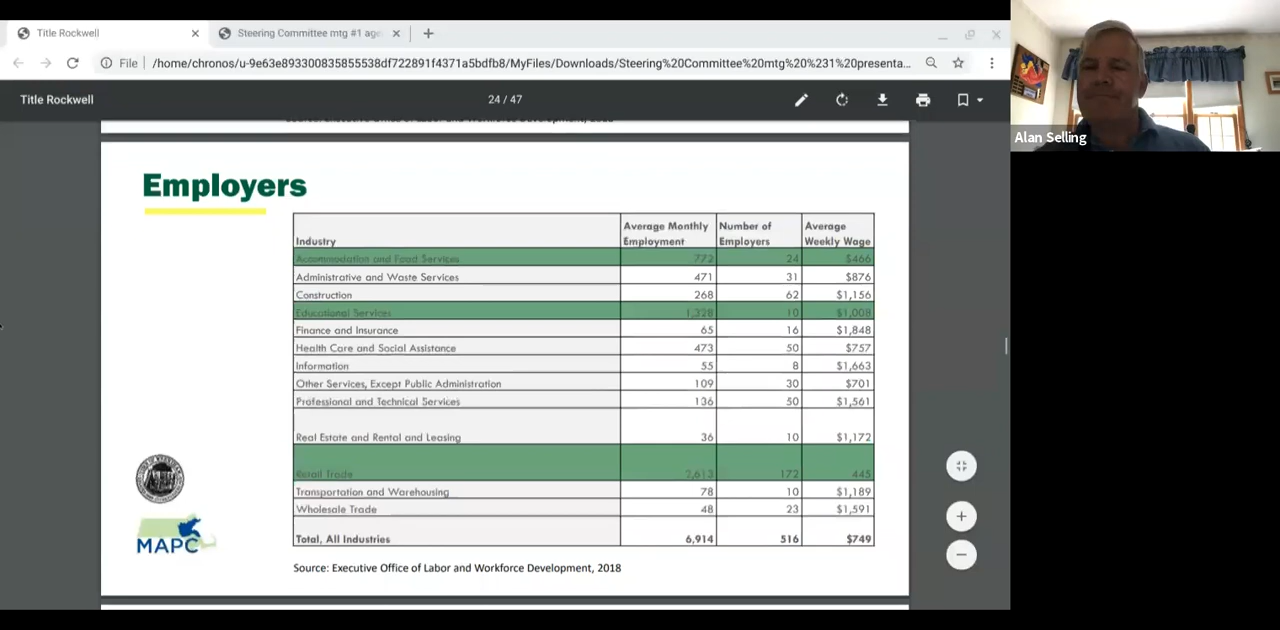 Title Rockwell
Steering Committee mtg #1 age
File
/home/chronos/u-9e63e893300835855538df722891f4371a5bdfb8/MyFiles/Downloads/Steering%20Committee%20mtg%20%231%20presenta...
Title Rockwell
24 / 47
Alan Selling
Employers
Industry Average Monthly Employment Number of Employers Average Weekly Wage
Accommodation and Food Services 772 24 $466
Administrative and Waste Services 471 31 $876
Construction 268 62 $1,156
Educational Services 1,328 10 $1,008
Finance and Insurance 65 16 $1,848
Health Care and Social Assistance 473 50 $757
Information 55 8 $1,663
Other Services, Except Public Administration 109 30 $701
Professional and Technical Services 136 50 $1,561
Real Estate and Rental and Leasing 36 10 $1,172
Retail Trade 172 445
Transportation and Warehousing 78 10 $1,189
Wholesale Trade 48 23 $1,591
Total, All Industries 6,914 516 $749
MAPC
Source: Executive Office of Labor and Workforce Development, 2018